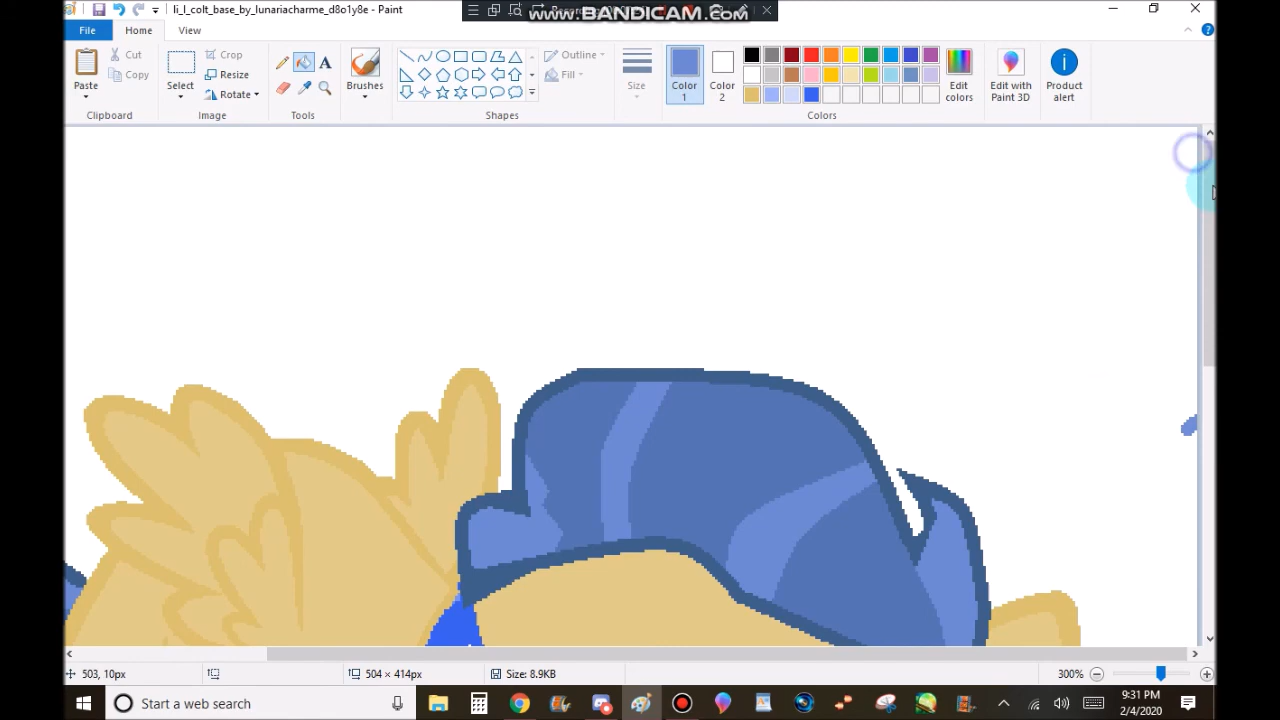 li_l_colt_base_by_lunariacharme_d8o1y8e - Paint
www.BANDICAM.com
File Home View
Paste
Cut
Copy
Clipboard
Select
Crop
Resize
Rotate
Image
Tools
Brushes
Shapes
Outline
Fill
Size
Color 1
Color 2
Colors
Edit colors
Edit with Paint 3D
Product alert
503, 10px
504 × 414px
Size: 8.9KB
300%
Start a web search
9:31 PM
2/4/2020